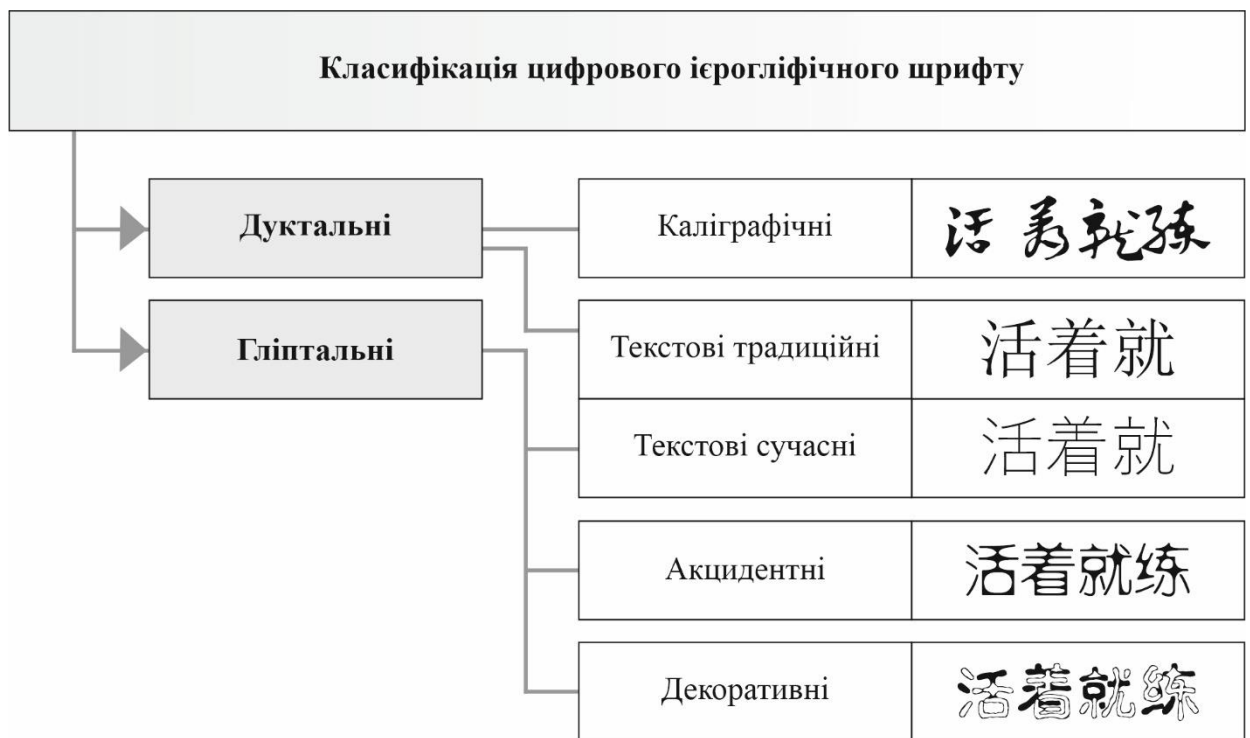 Класифікація цифрового ієрогліфічного шрифту
Дуктальні
Каліграфічні
活 着就练
Гліптальні
Текстові традиційні
活着就
Текстові сучасні
活着就
Акцидентні
活着就练
Декоративні
活着就练